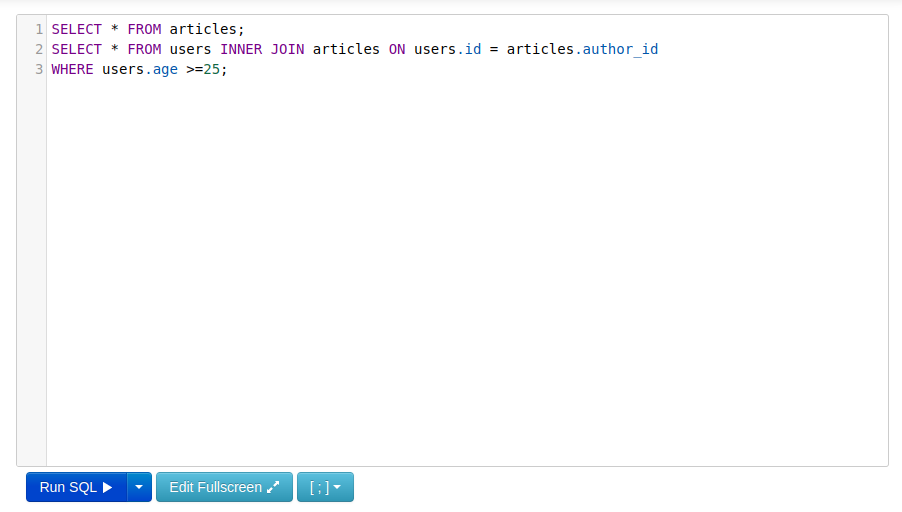 1 SELECT * FROM articles;
2 SELECT * FROM users INNER JOIN articles ON users.id = articles.author_id
3 WHERE users.age >=25;
Run SQL Edit Fullscreen [ ; ]